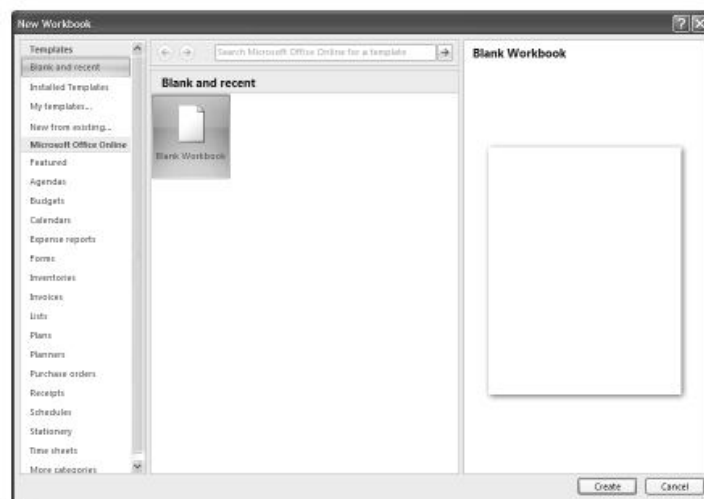 New Workbook
Templates
Blank and recent
Installed Templates
My templates...
New from existing...
Microsoft Office Online
Featured
Agendas
Budgets
Calendars
Expense reports
Forms
Inventories
Invoices
Lists
Plans
Planners
Purchase orders
Receipts
Schedules
Stationery
Time sheets
More categories
Search Microsoft Office Online for a template
Blank and recent
Blank Workbook
Blank Workbook
Create
Cancel